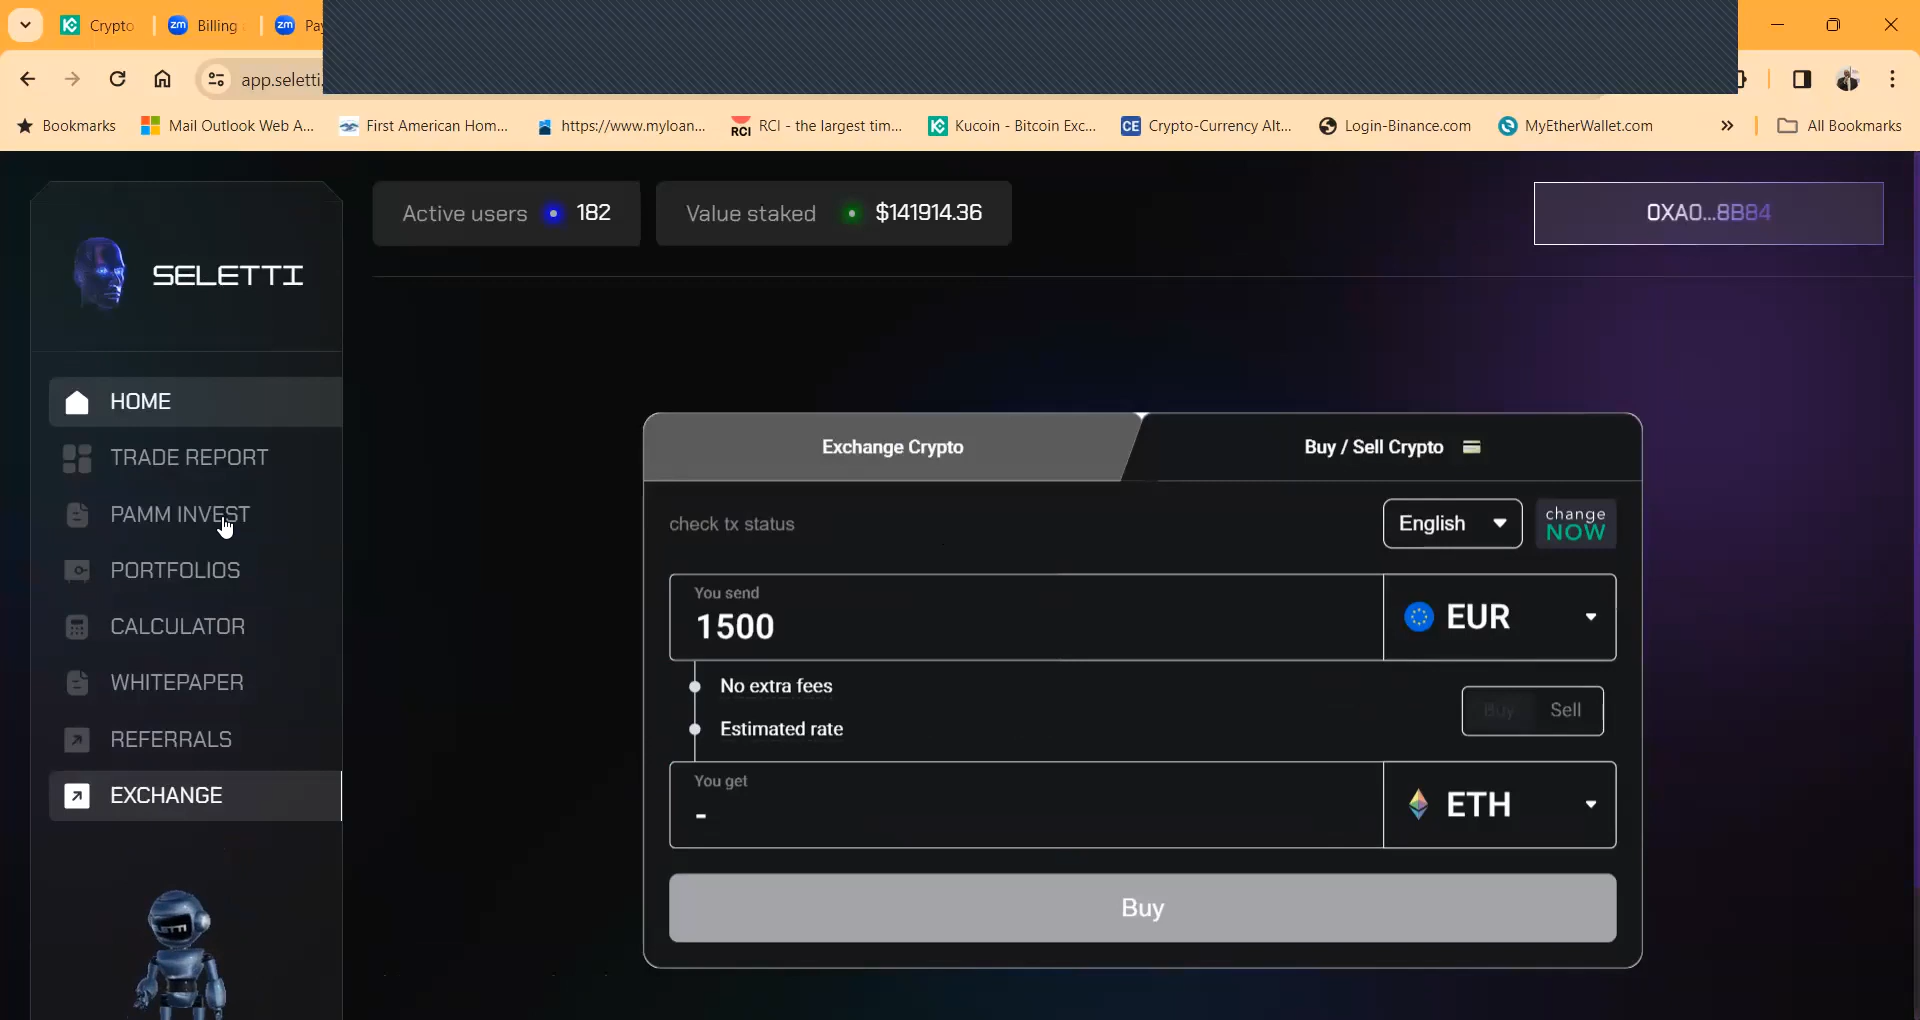 Crypto
Billing
Pay
app.seletti.
Bookmarks
Mail Outlook Web A...
First American Hom...
https://www.myloan...
RCI
RCI - the largest tim...
Kucoin - Bitcoin Exc...
CE
Crypto-Currency Alt...
Login-Binance.com
MyEtherWallet.com
All Bookmarks
Active users 182
Value staked $141914.36
0XA0...8B84
SELETTI
HOME
TRADE REPORT
PAMM INVEST
PORTFOLIOS
CALCULATOR
WHITEPAPER
REFERRALS
EXCHANGE
Exchange Crypto
Buy / Sell Crypto
check tx status
English
change
NOW
You send
1500
EUR
No extra fees
Estimated rate
Buy
Sell
You get
-
ETH
Buy